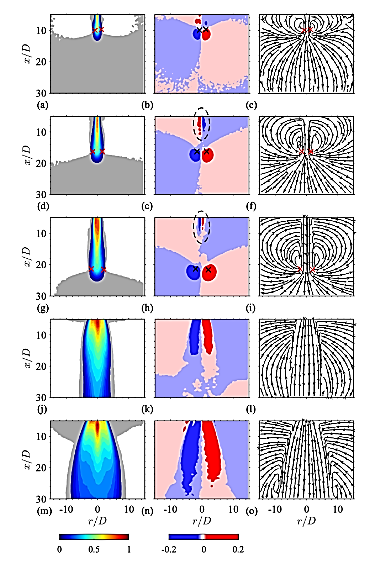 x/D
10
20
30
(a) (b) (c)
x/D
10
20
30
(d) (e) (f)
x/D
10
20
30
(g) (h) (i)
x/D
10
20
30
(j) (k) (l)
x/D
10
20
30
(m) (n) (o)
-10 0 10 -10 0 10 -10 0 10
r/D r/D r/D
0 0.5 1 -0.2 0 0.2